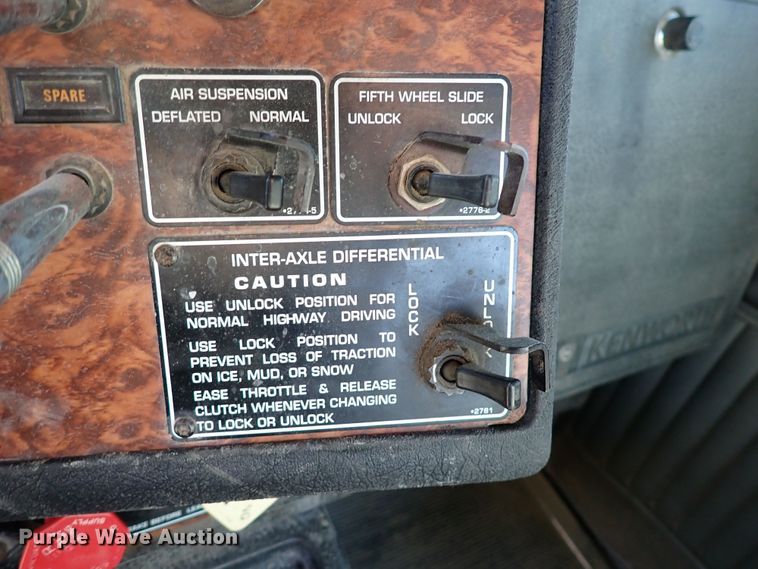 SPARE
AIR SUSPENSION
DEFLATED NORMAL
FIFTH WHEEL SLIDE
UNLOCK LOCK
INTER-AXLE DIFFERENTIAL
CAUTION
USE UNLOCK POSITION FOR
NORMAL HIGHWAY DRIVING
USE LOCK POSITION TO
PREVENT LOSS OF TRACTION
ON ICE, MUD, OR SNOW
EASE THROTTLE & RELEASE
CLUTCH WHENEVER CHANGING
TO LOCK OR UNLOCK
LOCK
+2781
SUPPLY
Purple Wave Auction